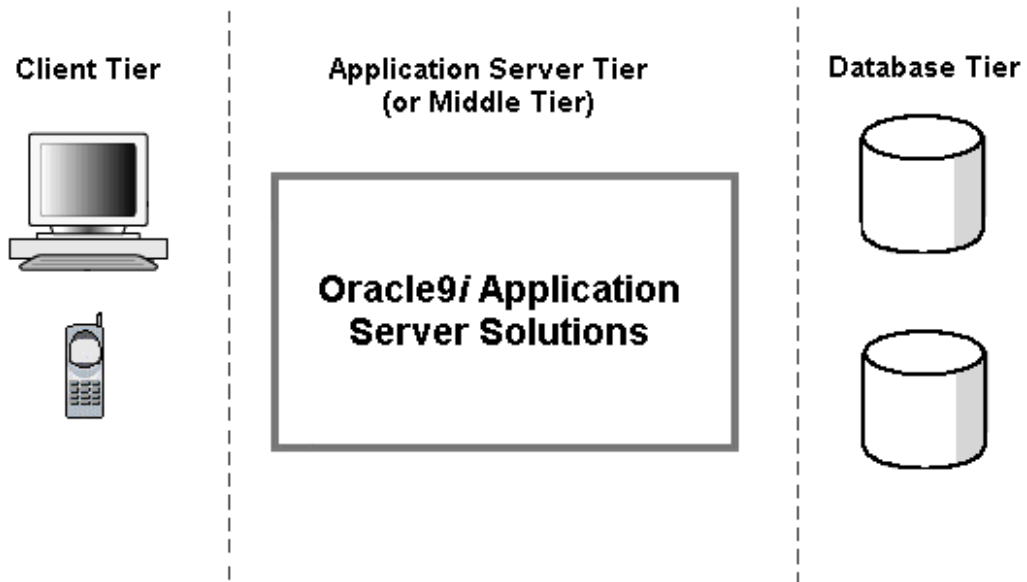 Client Tier
Application Server Tier
(or Middle Tier)
Database Tier
Oracle9i Application
Server Solutions